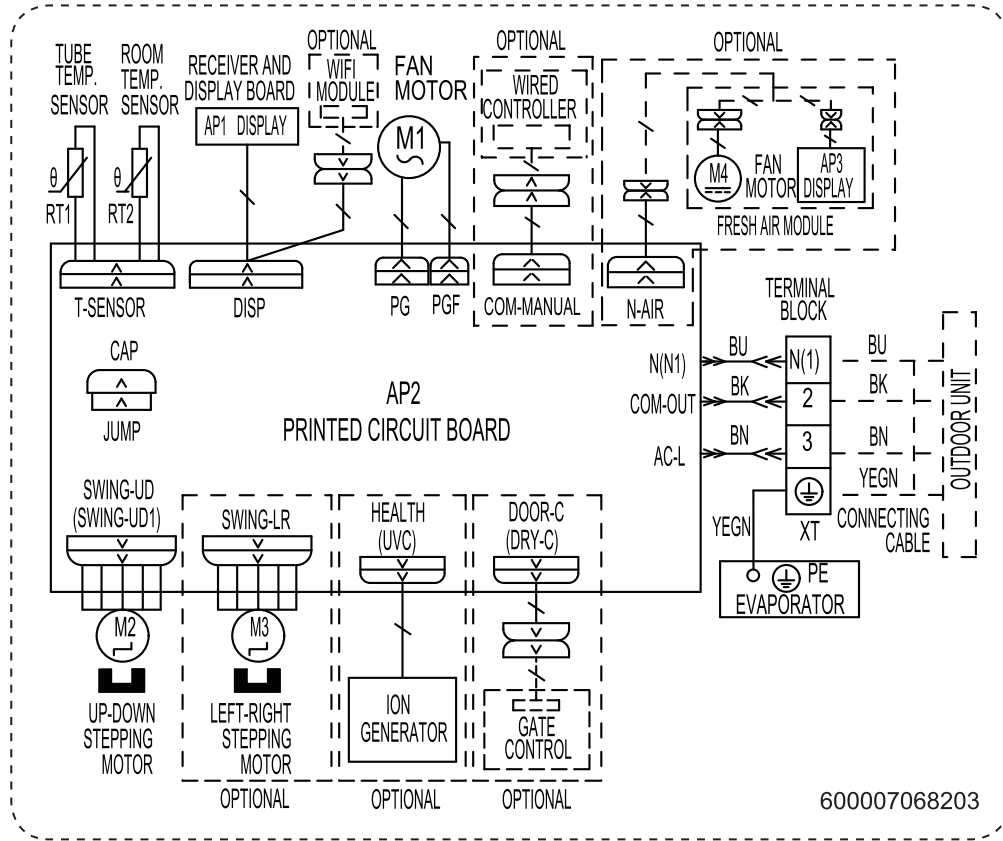 TUBE
TEMP.
SENSOR
ROOM
TEMP.
SENSOR
RECEIVER AND
DISPLAY BOARD
AP1 DISPLAY
OPTIONAL
WIFI
MODULE
FAN
MOTOR
M1
OPTIONAL
WIRED
CONTROLLER
OPTIONAL
M4
FAN
MOTOR
AP3
DISPLAY
FRESH AIR MODULE
θ
RT1
θ
RT2
T-SENSOR
DISP
PG
PGF
COM-MANUAL
N-AIR
TERMINAL
BLOCK
CAP
JUMP
AP2
PRINTED CIRCUIT BOARD
N(N1)
BU
N(1)
BU
COM-OUT
BK
2
BK
AC-L
BN
3
BN
YEGN
XT
CONNECTING
CABLE
OUTDOOR UNIT
YEGN
PE
EVAPORATOR
SWING-UD
(SWING-UD1)
SWING-LR
HEALTH
(UVC)
DOOR-C
(DRY-C)
M2
M3
UP-DOWN
STEPPING
MOTOR
LEFT-RIGHT
STEPPING
MOTOR
ION
GENERATOR
GATE
CONTROL
OPTIONAL
OPTIONAL
OPTIONAL
600007068203